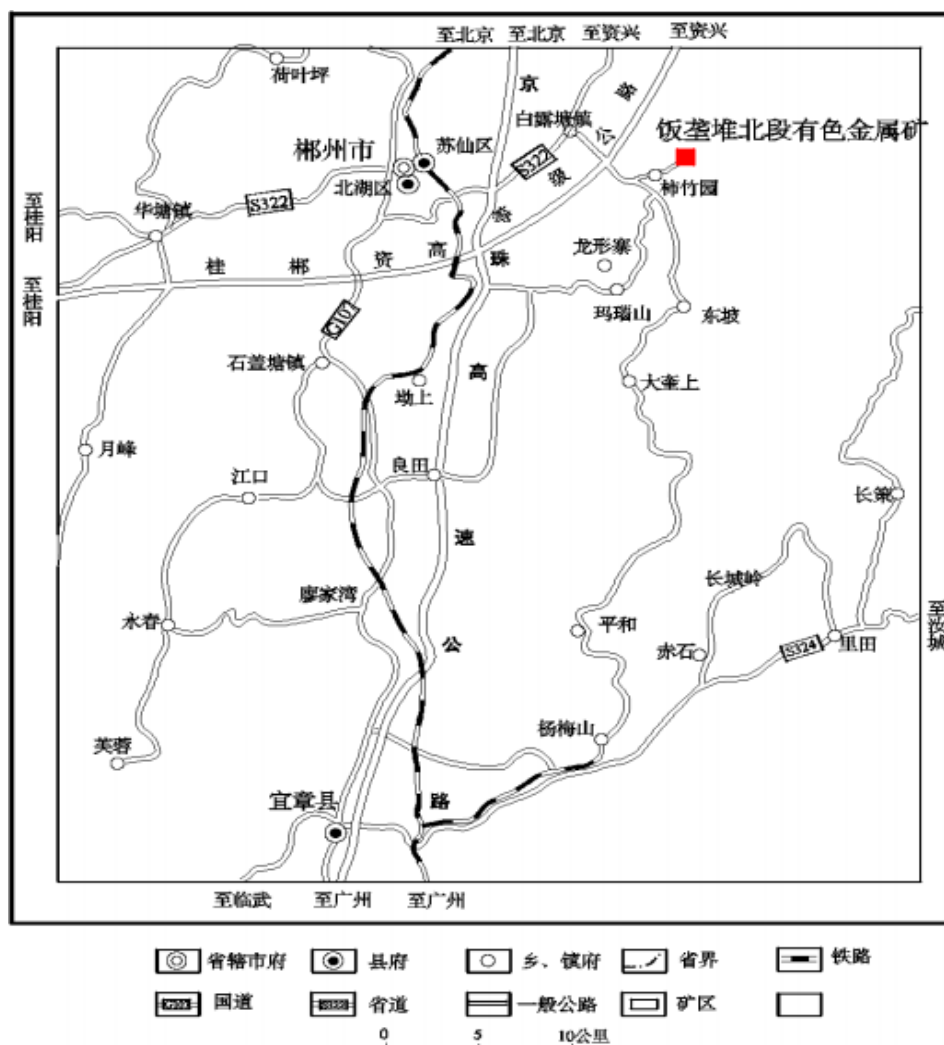 至北京 至北京 至资兴 至资兴
荷叶坪
京
白露塘镇
路
公
级
高
资
郴
桂
饭垄堆北段有色金属矿
郴州市
苏仙区
北湖区
S322
柿竹园
至桂阳
S322
华塘镇
珠
龙形寨
至桂阳
玛瑙山
东坡
G107
石盖塘镇
高
坳上
大奎上
月峰
江口
良田
长策
速
廖家湾
长城岭
永春
公
平和
赤石
S324
里田
至汝城
芙蓉
杨梅山
宜章县
路
至临武 至广州 至广州
省辖市府 县府 乡、镇府 省界 铁路
国道 省道 一般公路 矿区
0 5 10公里